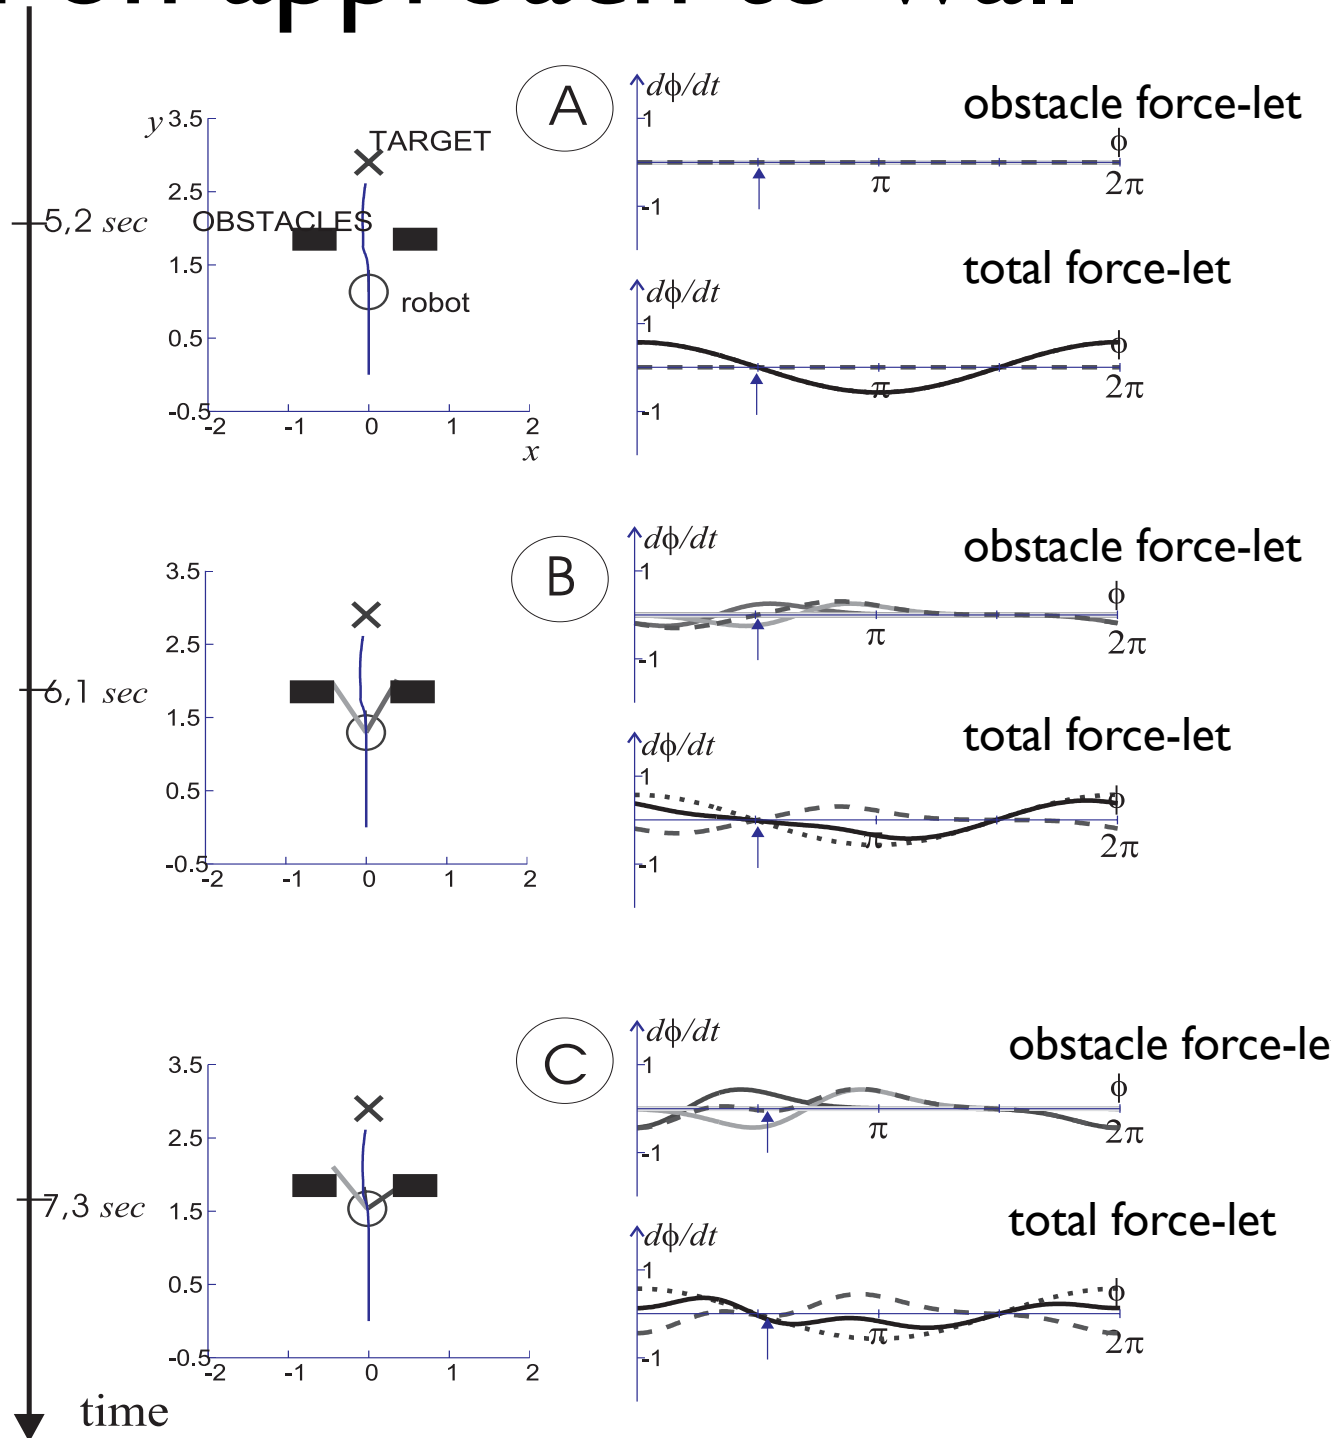 on approach to wall
A
dϕ/dt
obstacle force-let
1
ϕ
π
2π
-1
y 3.5
TARGET
2.5
5,2 sec
OBSTACLES
1.5
robot
0.5
-0.5
-2 -1 0 1 2
x
dϕ/dt
total force-let
1
ϕ
π
2π
-1
B
dϕ/dt
obstacle force-let
1
ϕ
π
2π
-1
3.5
2.5
6,1 sec
1.5
0.5
-0.5
-2 -1 0 1 2
dϕ/dt
total force-let
1
ϕ
π
2π
-1
C
dϕ/dt
obstacle force-le
1
ϕ
π
2π
-1
3.5
2.5
7,3 sec
1.5
0.5
-0.5
-2 -1 0 1 2
dϕ/dt
total force-let
1
ϕ
π
2π
-1
time